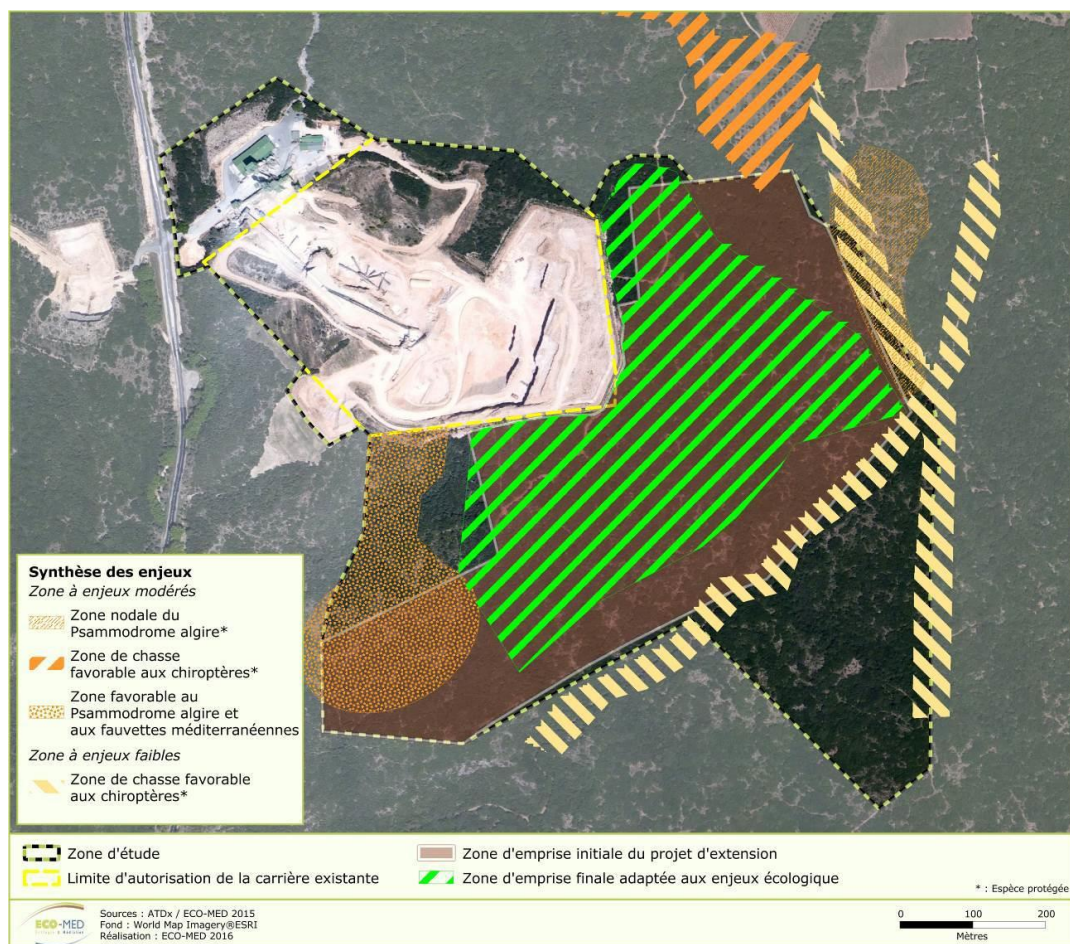 Synthèse des enjeux
Zone à enjeux modérés
Zone nodale du
Psammodrome algire*
Zone de chasse
favorable aux chiroptères*
Zone favorable au
Psammodrome algire et
aux fauvettes méditerranéennes
Zone à enjeux faibles
Zone de chasse favorable
aux chiroptères*
Zone d'étude
Limite d'autorisation de la carrière existante
Zone d'emprise initiale du projet d'extension
Zone d'emprise finale adaptée aux enjeux écologique
* : Espèce protégée
ECO-MED
Sources : ATDx / ECO-MED 2015
Fond : World Map Imagery@ESRI
Réalisation : ECO-MED 2016
0 100 200
Mètres